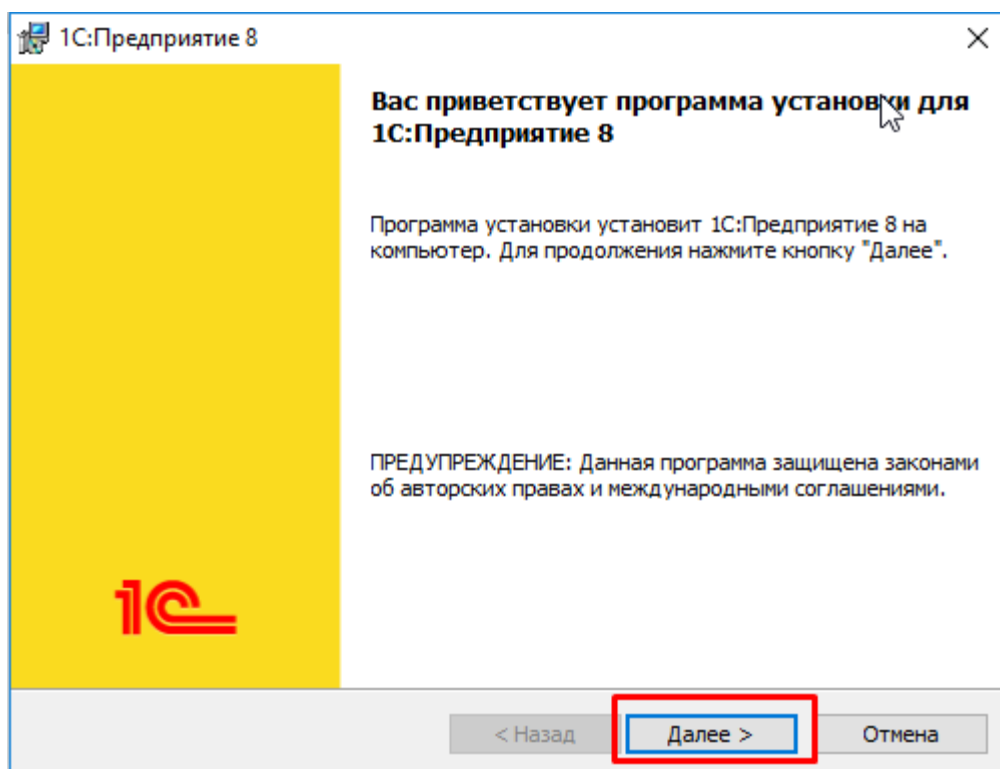 1С:Предприятие 8
Вас приветствует программа установки для
1С:Предприятие 8
Программа установки установит 1С:Предприятие 8 на
компьютер. Для продолжения нажмите кнопку "Далее".
ПРЕДУПРЕЖДЕНИЕ: Данная программа защищена законами
об авторских правах и международными соглашениями.
1С
< Назад
Далее >
Отмена